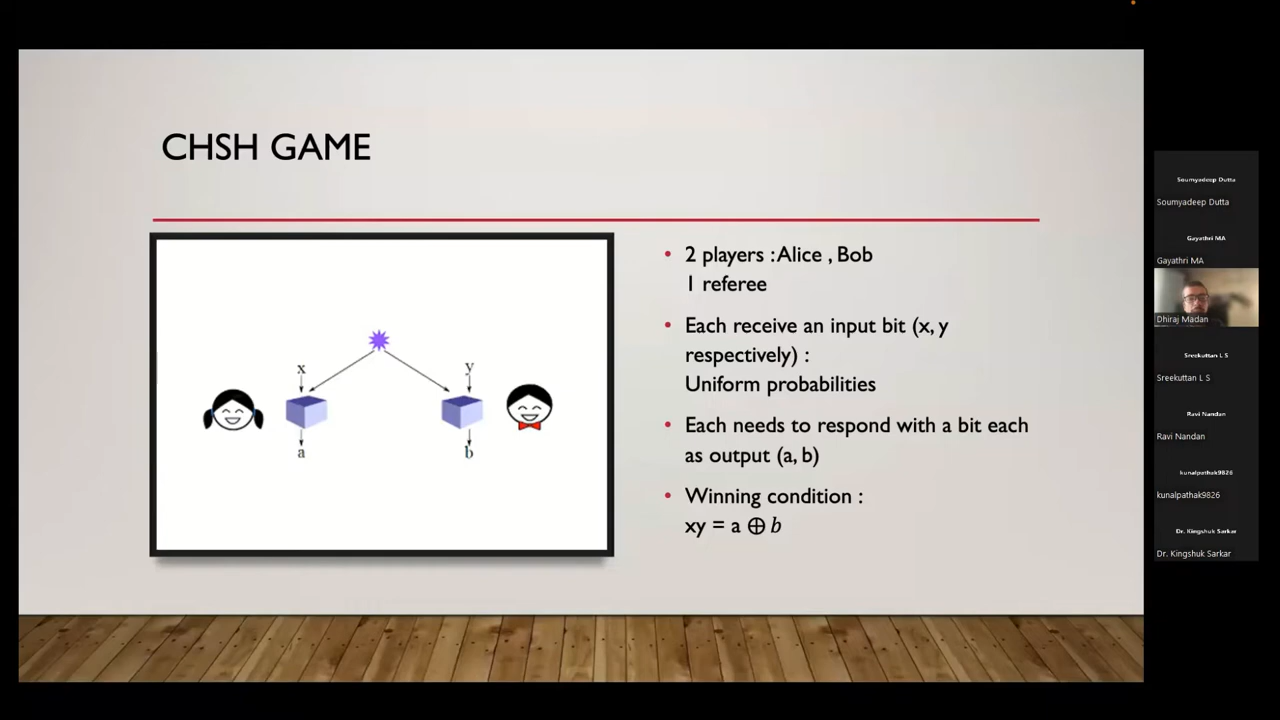 CHSH GAME
x
y
a
b
• 2 players : Alice , Bob
1 referee
• Each receive an input bit (x, y
respectively) :
Uniform probabilities
• Each needs to respond with a bit each
as output (a, b)
• Winning condition :
xy = a ⊕ b
Soumyadeep Dutta
Soumyadeep Dutta
Gayathri MA
Gayathri MA
Dhiraj Madan
Sreekuttan L S
Sreekuttan L S
Ravi Nandan
Ravi Nandan
kunalpathak9826
kunalpathak9826
Dr. Kingshuk Sarkar
Dr. Kingshuk Sarkar